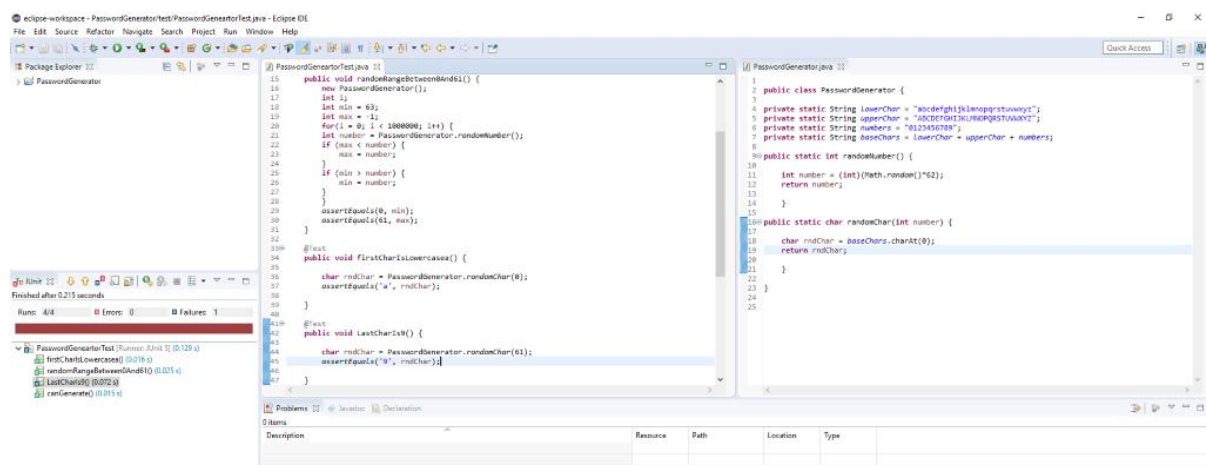 eclipse-workspace - PasswordGenerator/test/PasswordGeneartorTest.java - Eclipse IDE
File Edit Source Refactor Navigate Search Project Run Window Help
Quick Access
Package Explorer
PasswordGenerator
JUnit
Finished after 0.215 seconds
Runs: 4/4 Errors: 0 Failures: 1
PasswordGeneartorTest [Runner: JUnit 5] (0.129 s)
firstCharIsLowercasea() (0.016 s)
randomRangeBetween0And61() (0.025 s)
LastCharIs9() (0.072 s)
canGenerate() (0.015 s)
PasswordGeneartorTest.java
15 public void randomRangeBetween0And61() {
16 new PasswordGenerator();
17 int i;
18 int min = 63;
19 int max = -1;
20 for(i = 0; i < 1000000; i++) {
21 int number = PasswordGenerator.randomNumber();
22 if (max < number) {
23 max = number;
24 }
25 if (min > number) {
26 min = number;
27 }
28 }
29 assertEquals(0, min);
30 assertEquals(61, max);
31 }
32
33 @Test
34 public void firstCharIsLowercasea() {
35
36 char rndChar = PasswordGenerator.randomChar(0);
37 assertEquals('a', rndChar);
38
39 }
40
41 @Test
42 public void LastCharIs9() {
43
44 char rndChar = PasswordGenerator.randomChar(61);
45 assertEquals('9', rndChar);
46
47 }
PasswordGenerator.java
1
2 public class PasswordGenerator {
3
4 private static String lowerChar = "abcdefghijklmnopqrstuvwxyz";
5 private static String upperChar = "ABCDEFGHIJKLMNOPQRSTUVWXYZ";
6 private static String numbers = "0123456789";
7 private static String baseChars = lowerChar + upperChar + numbers;
8
9 public static int randomNumber() {
10
11 int number = (int)(Math.random()*62);
12 return number;
13
14 }
15
16 public static char randomChar(int number) {
17
18 char rndChar = baseChars.charAt(0);
19 return rndChar;
20
21 }
22
23 }
24
25
Problems Javadoc Declaration
0 items
Description Resource Path Location Type